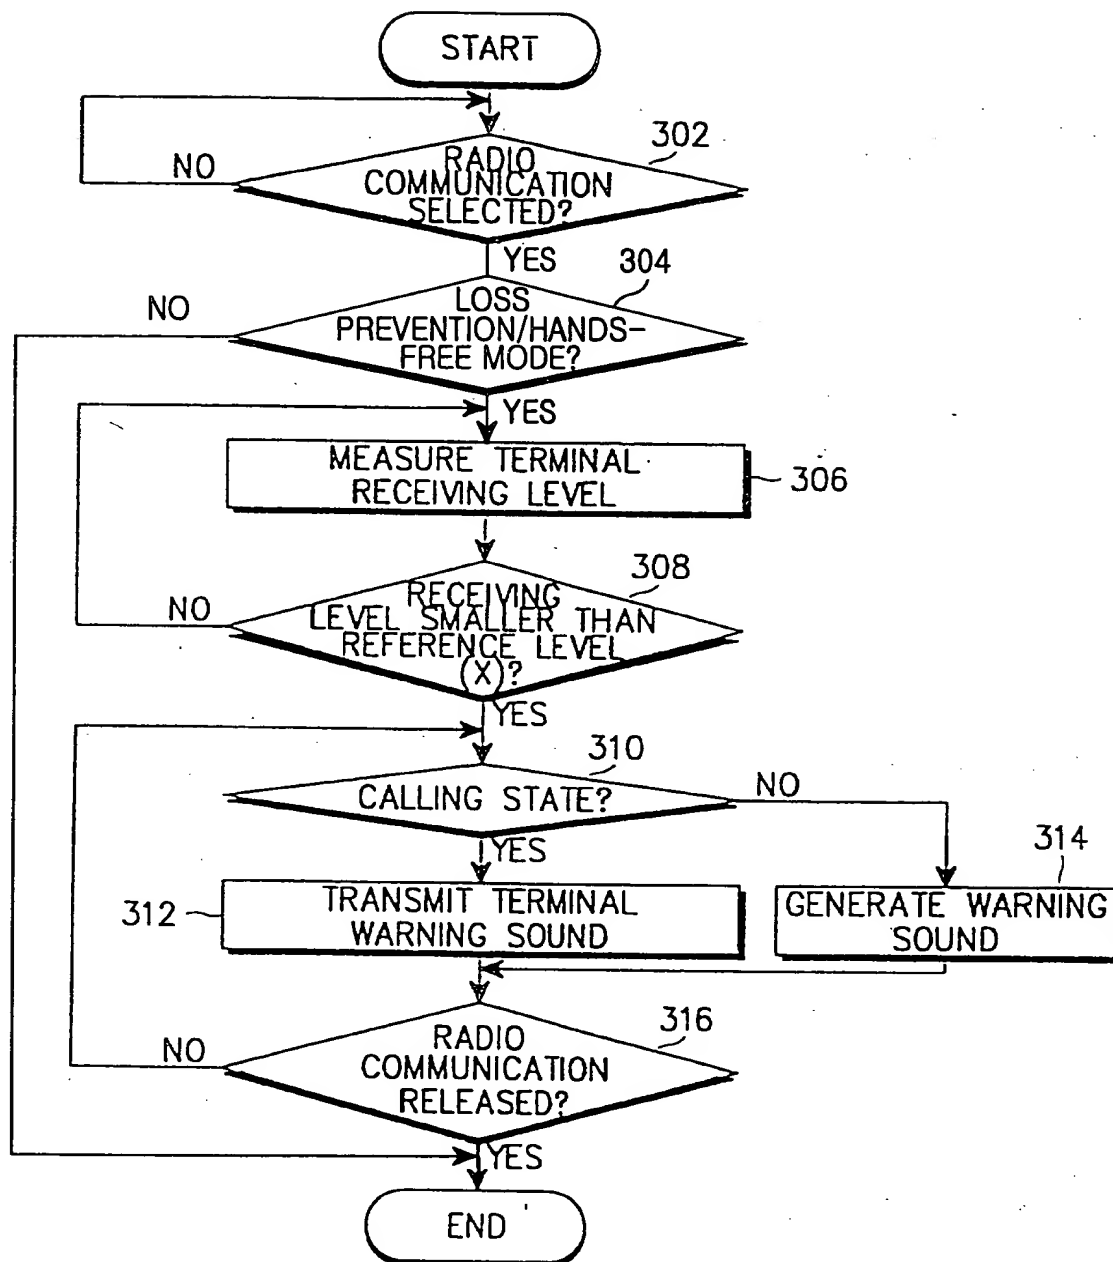 START
302
NO
RADIO
COMMUNICATION
SELECTED?
YES
304
NO
LOSS
PREVENTION/HANDS-
FREE MODE?
YES
MEASURE TERMINAL
RECEIVING LEVEL
306
308
NO
RECEIVING
LEVEL SMALLER THAN
REFERENCE LEVEL
(X)?
YES
310
CALLING STATE?
NO
YES
314
312
TRANSMIT TERMINAL
WARNING SOUND
GENERATE WARNING
SOUND
316
NO
RADIO
COMMUNICATION
RELEASED?
YES
END